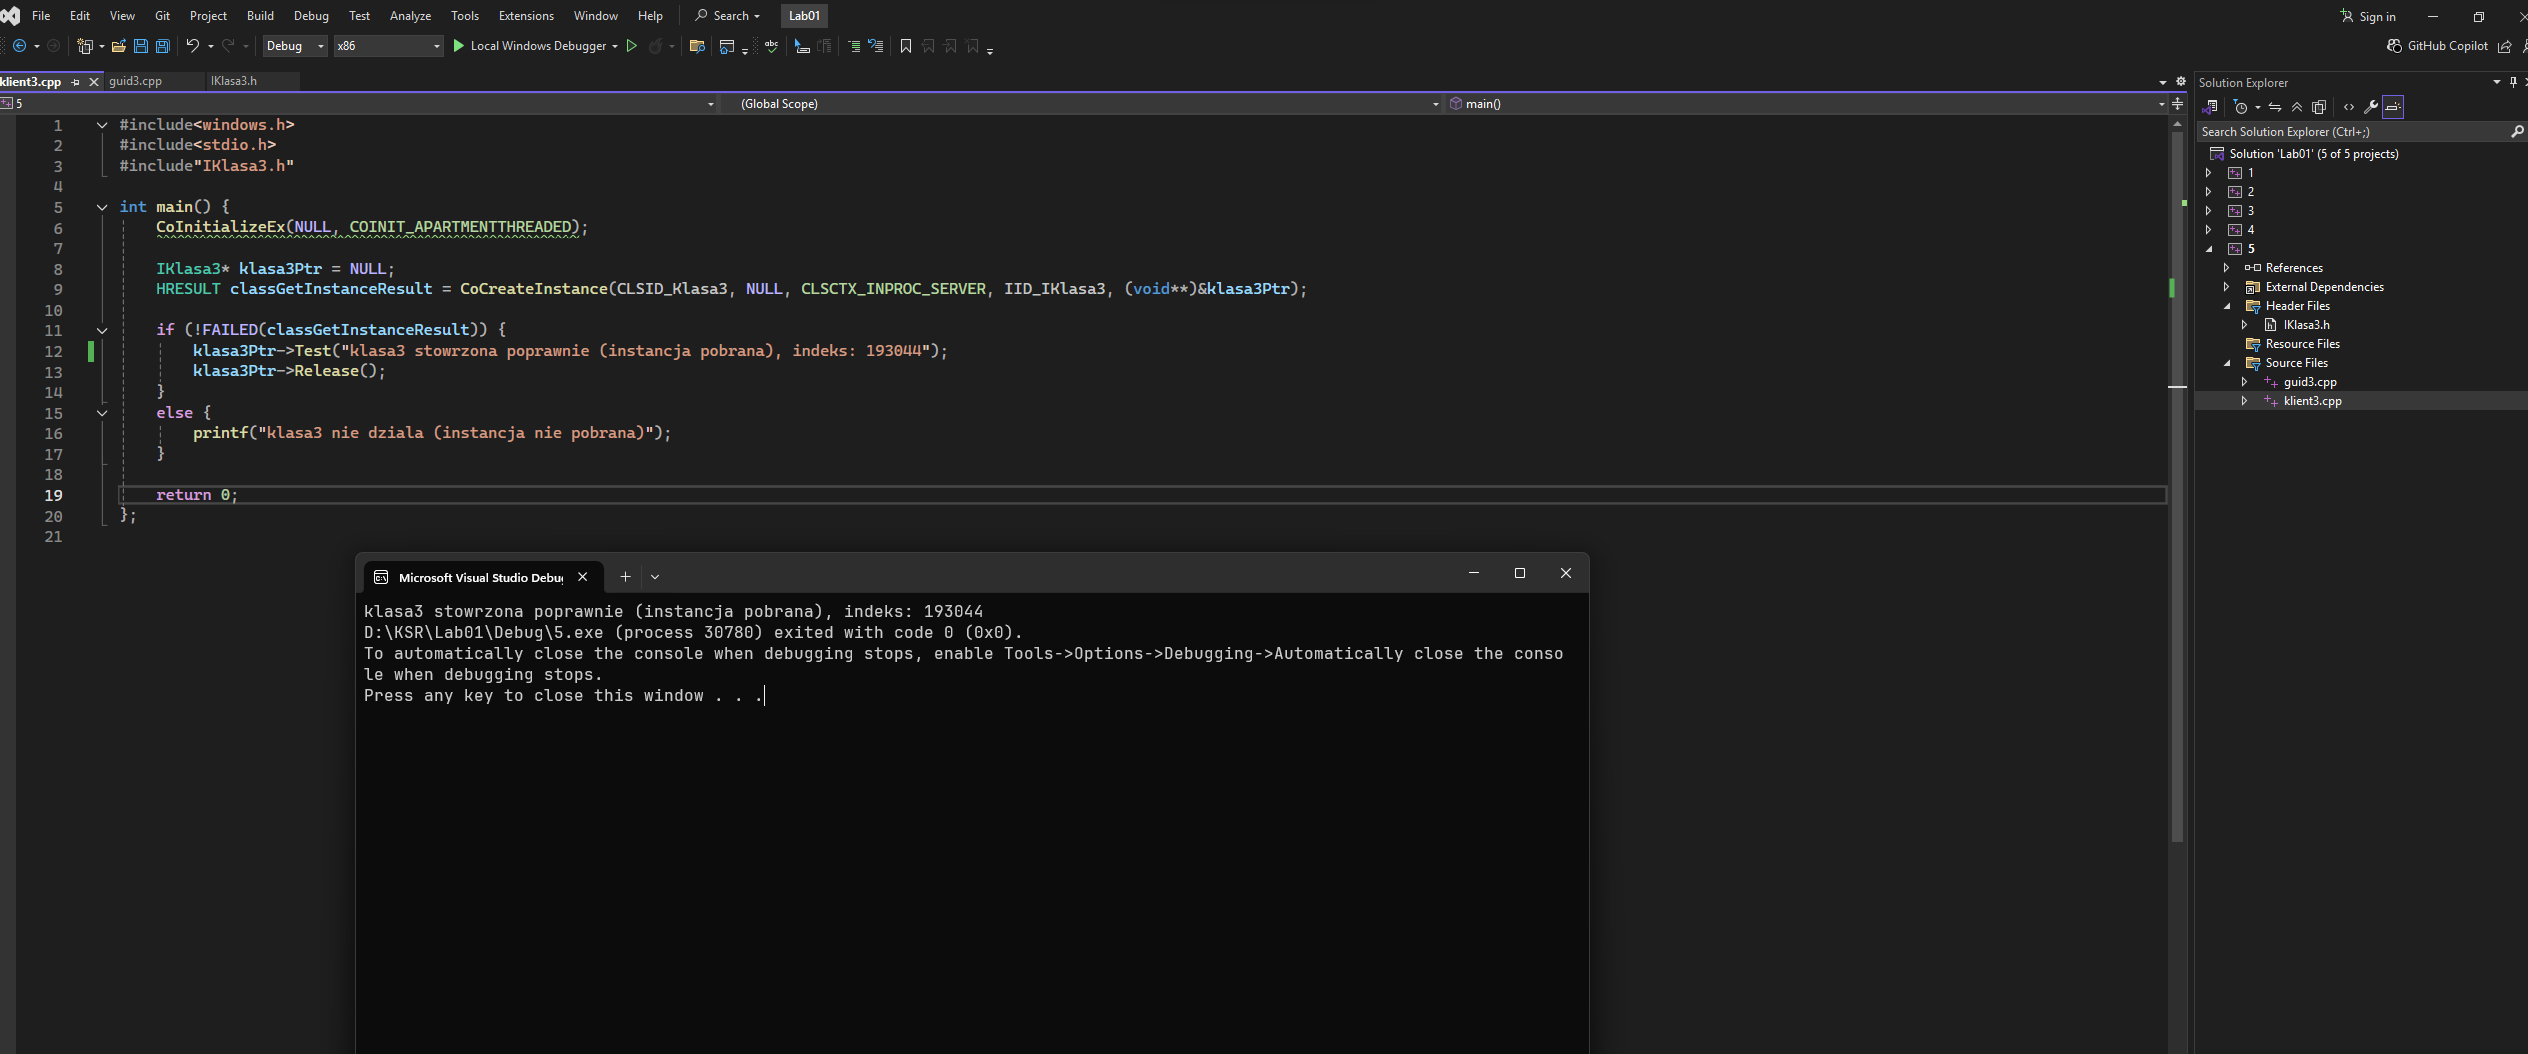 File Edit View Git Project Build Debug Test Analyze Tools Extensions Window Help Search Lab01 Sign in
Debug x86 Local Windows Debugger GitHub Copilot
klient3.cpp guid3.cpp IKlasa3.h
5 (Global Scope) main()
1 #include<windows.h>
2 #include<stdio.h>
3 #include"IKlasa3.h"
4
5 int main() {
6 CoInitializeEx(NULL, COINIT_APARTMENTTHREADED);
7
8 IKlasa3* klasa3Ptr = NULL;
9 HRESULT classGetInstanceResult = CoCreateInstance(CLSID_Klasa3, NULL, CLSCTX_INPROC_SERVER, IID_IKlasa3, (void**)&klasa3Ptr);
10
11 if (!FAILED(classGetInstanceResult)) {
12 klasa3Ptr->Test("klasa3 stowrzona poprawnie (instancja pobrana), indeks: 193044");
13 klasa3Ptr->Release();
14 }
15 else {
16 printf("klasa3 nie dziala (instancja nie pobrana)");
17 }
18
19 return 0;
20 };
21
Microsoft Visual Studio Debu
klasa3 stowrzona poprawnie (instancja pobrana), indeks: 193044
D:\KSR\Lab01\Debug\5.exe (process 30780) exited with code 0 (0x0).
To automatically close the console when debugging stops, enable Tools->Options->Debugging->Automatically close the conso
le when debugging stops.
Press any key to close this window . . .
Solution Explorer
Search Solution Explorer (Ctrl+;)
Solution 'Lab01' (5 of 5 projects)
1
2
3
4
5
References
External Dependencies
Header Files
IKlasa3.h
Resource Files
Source Files
guid3.cpp
klient3.cpp